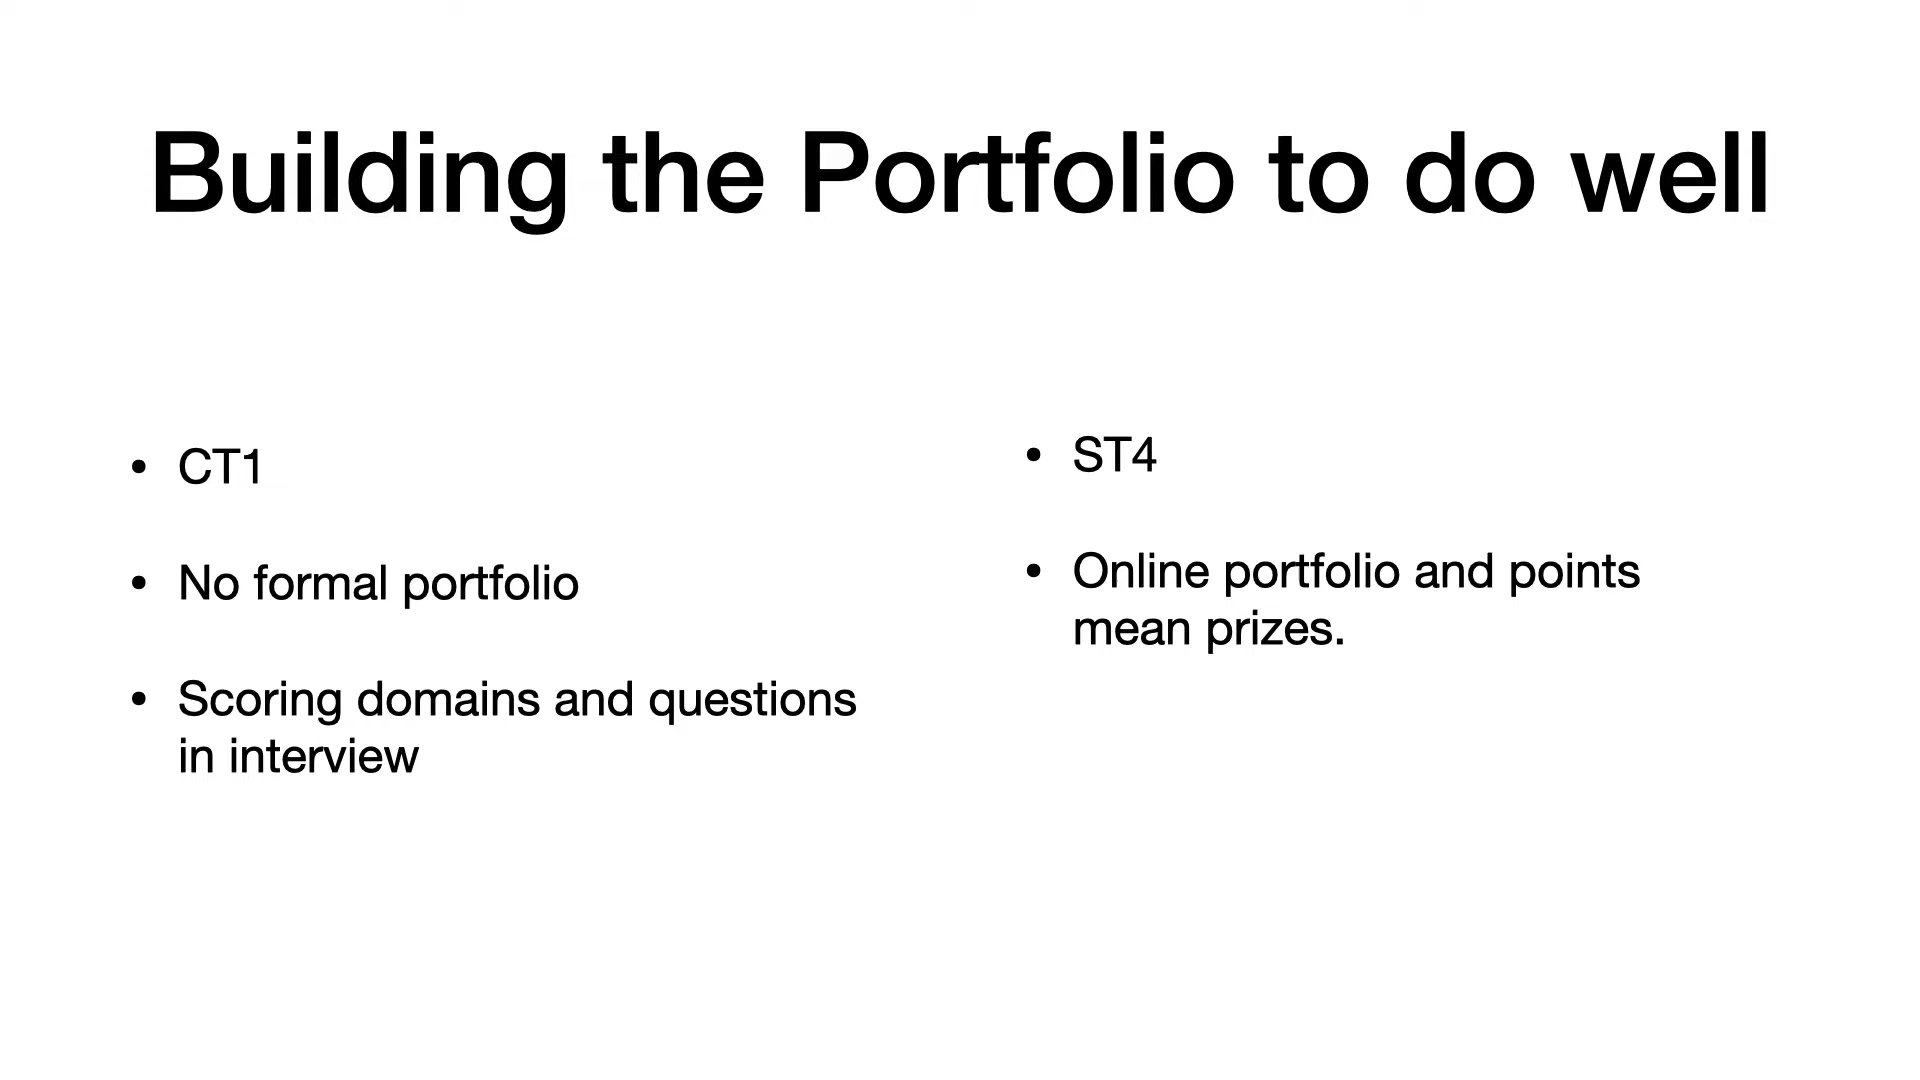 Building the Portfolio to do well
• CT1
• No formal portfolio
• Scoring domains and questions
in interview
• ST4
• Online portfolio and points
mean prizes.